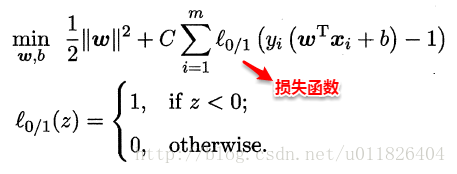 min w,b 1/2 ‖w‖² + C ∑_{i=1}^{m} ℓ_{0/1} (y_i (wᵀx_i + b) − 1)
损失函数
ℓ_{0/1}(z) = { 1, if z < 0;
0, otherwise.
http://blog.csdn.net/u011826404